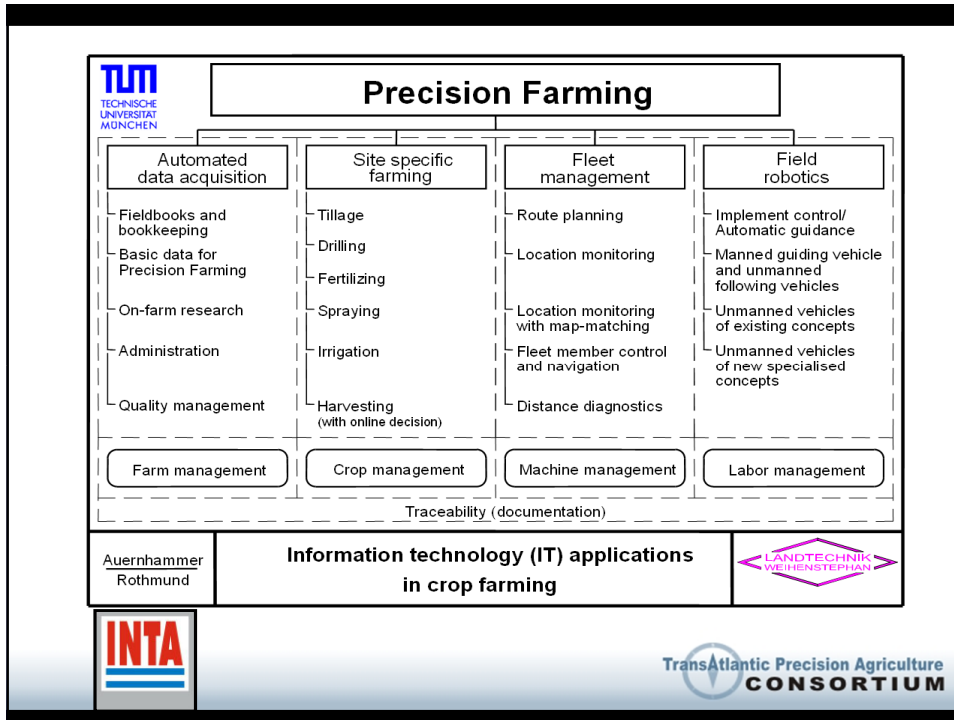 TUM
TECHNISCHE
UNIVERSITÄT
MÜNCHEN
Precision Farming
Automated
data acquisition
Fieldbooks and
bookkeeping
Basic data for
Precision Farming
On-farm research
Administration
Quality management
Farm management
Site specific
farming
Tillage
Drilling
Fertilizing
Spraying
Irrigation
Harvesting
(with online decision)
Crop management
Fleet
management
Route planning
Location monitoring
Location monitoring
with map-matching
Fleet member control
and navigation
Distance diagnostics
Machine management
Field
robotics
Implement control/
Automatic guidance
Manned guiding vehicle
and unmanned
following vehicles
Unmanned vehicles
of existing concepts
Unmanned vehicles
of new specialised
concepts
Labor management
Traceability (documentation)
Auernhammer
Rothmund
Information technology (IT) applications
in crop farming
LANDTECHNIK
WEIHENSTEPHAN
INTA
TransAtlantic Precision Agriculture
CONSORTIUM